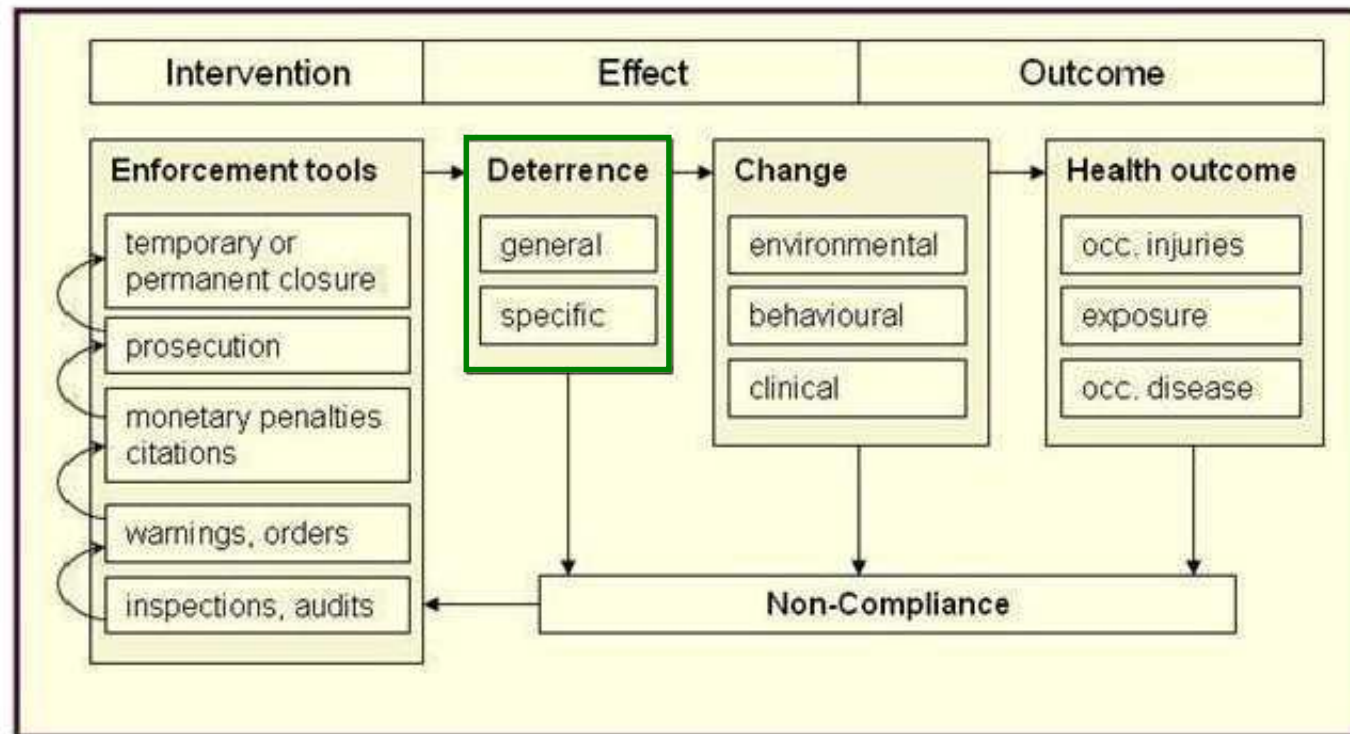 Intervention
Effect
Outcome
Enforcement tools
temporary or
permanent closure
prosecution
monetary penalties
citations
warnings, orders
inspections, audits
Deterrence
general
specific
Change
environmental
behavioural
clinical
Health outcome
occ. injuries
exposure
occ. disease
Non-Compliance